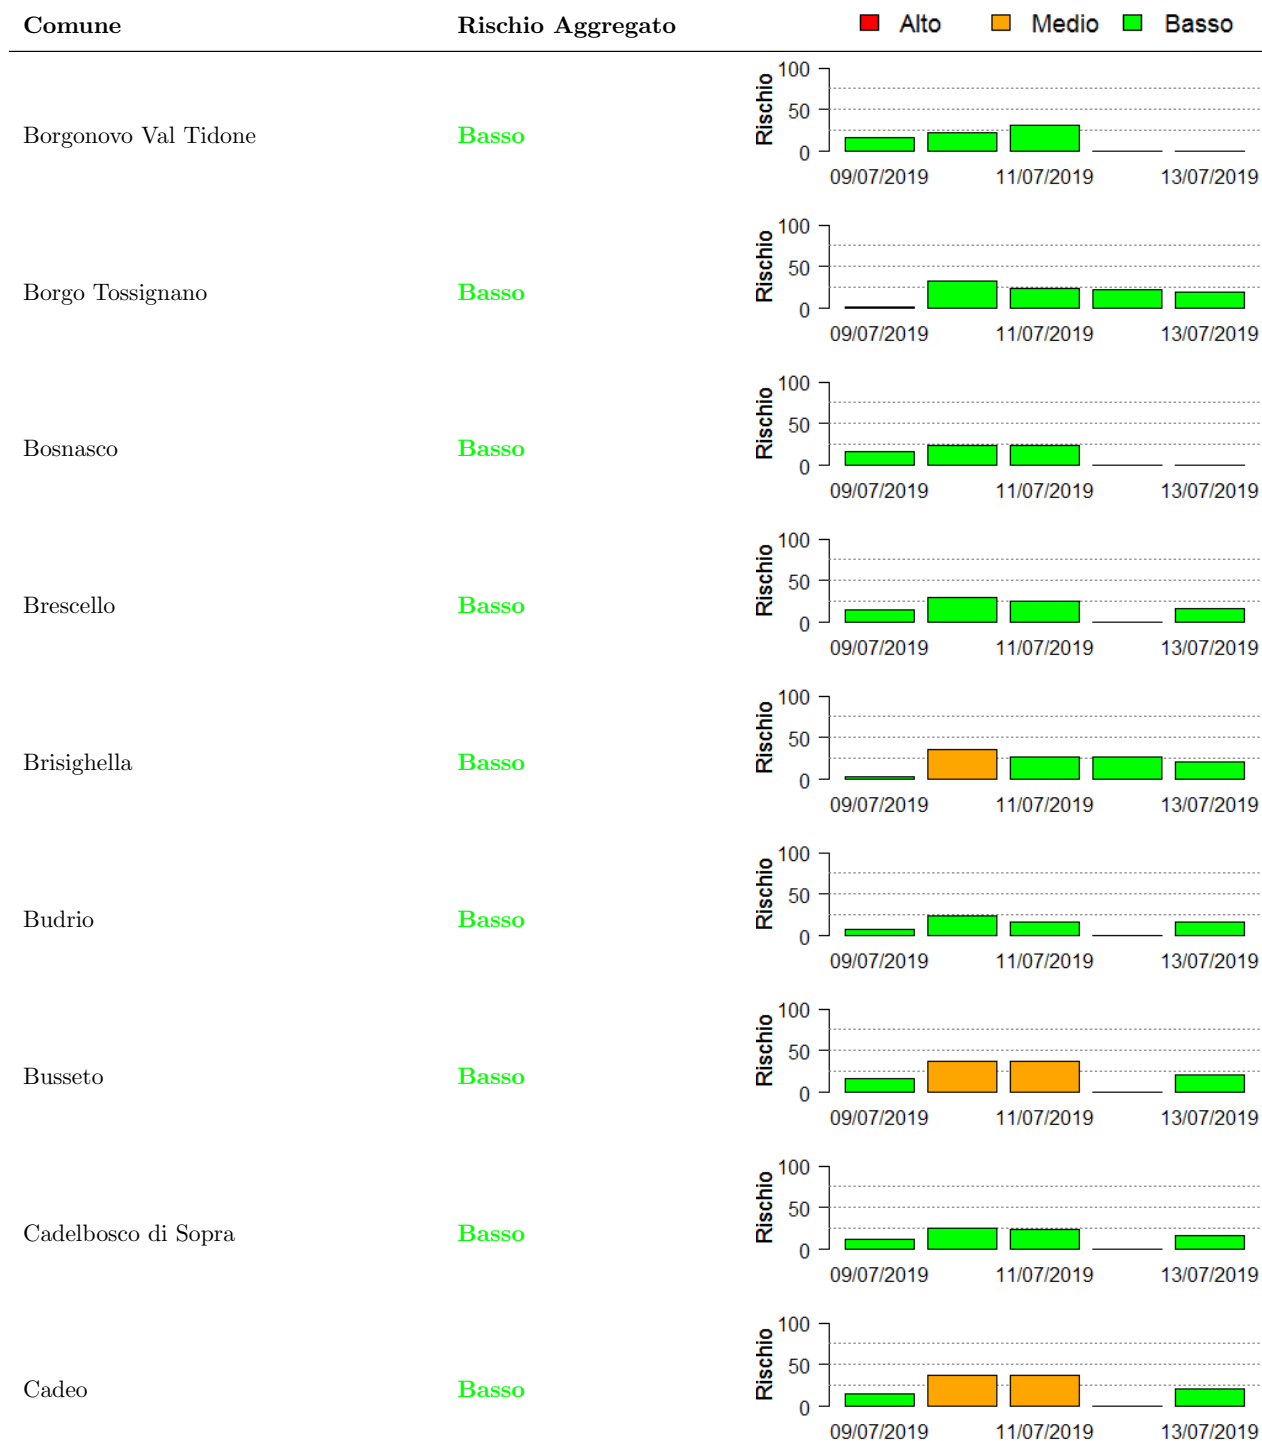 Comune Rischio Aggregato Alto Medio Basso
100
50
0
Rischio
Borgonovo Val Tidone Basso
09/07/2019 11/07/2019 13/07/2019
100
50
0
Rischio
Borgo Tossignano Basso
09/07/2019 11/07/2019 13/07/2019
100
50
0
Rischio
Bosnasco Basso
09/07/2019 11/07/2019 13/07/2019
100
50
0
Rischio
Brescello Basso
09/07/2019 11/07/2019 13/07/2019
100
50
0
Rischio
Brisighella Basso
09/07/2019 11/07/2019 13/07/2019
100
50
0
Rischio
Budrio Basso
09/07/2019 11/07/2019 13/07/2019
100
50
0
Rischio
Busseto Basso
09/07/2019 11/07/2019 13/07/2019
100
50
0
Rischio
Cadelbosco di Sopra Basso
09/07/2019 11/07/2019 13/07/2019
100
50
0
Rischio
Cadeo Basso
09/07/2019 11/07/2019 13/07/2019